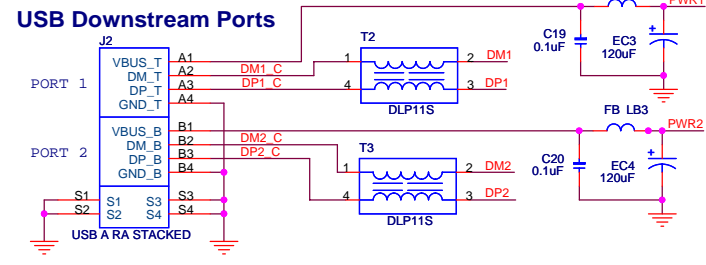 USB Downstream Ports
PWR1
J2
PORT 1
VBUS_T A1
DM_T A2 DM1_C
DP_T A3 DP1_C
GND_T A4
T2
1 2 DM1
4 3 DP1
DLP11S
C19
0.1uF
EC3
120uF
+
PORT 2
VBUS_B B1
DM_B B2 DM2_C
DP_B B3 DP2_C
GND_B B4
T3
1 2 DM2
4 3 DP2
DLP11S
FB LB3
PWR2
C20
0.1uF
EC4
120uF
+
S1 S1 S3 S3
S2 S2 S4 S4
USB A RA STACKED